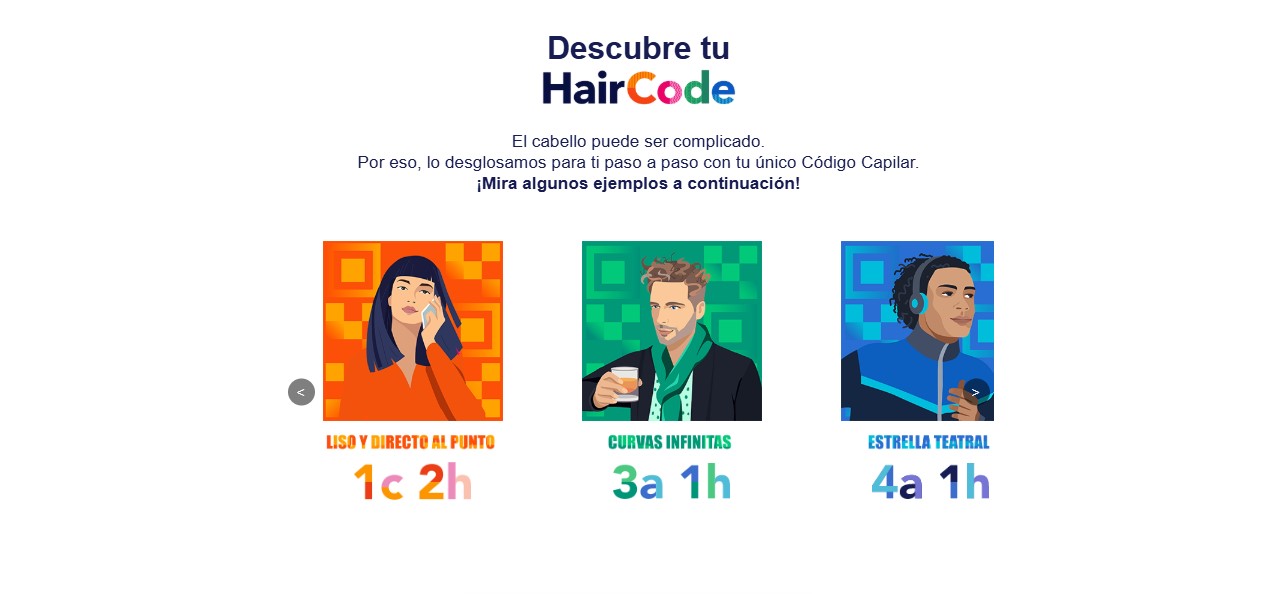 Descubre tu
HairCode
El cabello puede ser complicado.
Por eso, lo desglosamos para ti paso a paso con tu único Código Capilar.
¡Mira algunos ejemplos a continuación!
<
>
LISO Y DIRECTO AL PUNTO
1c 2h
CURVAS INFINITAS
3a 1h
ESTRELLA TEATRAL
4a 1h